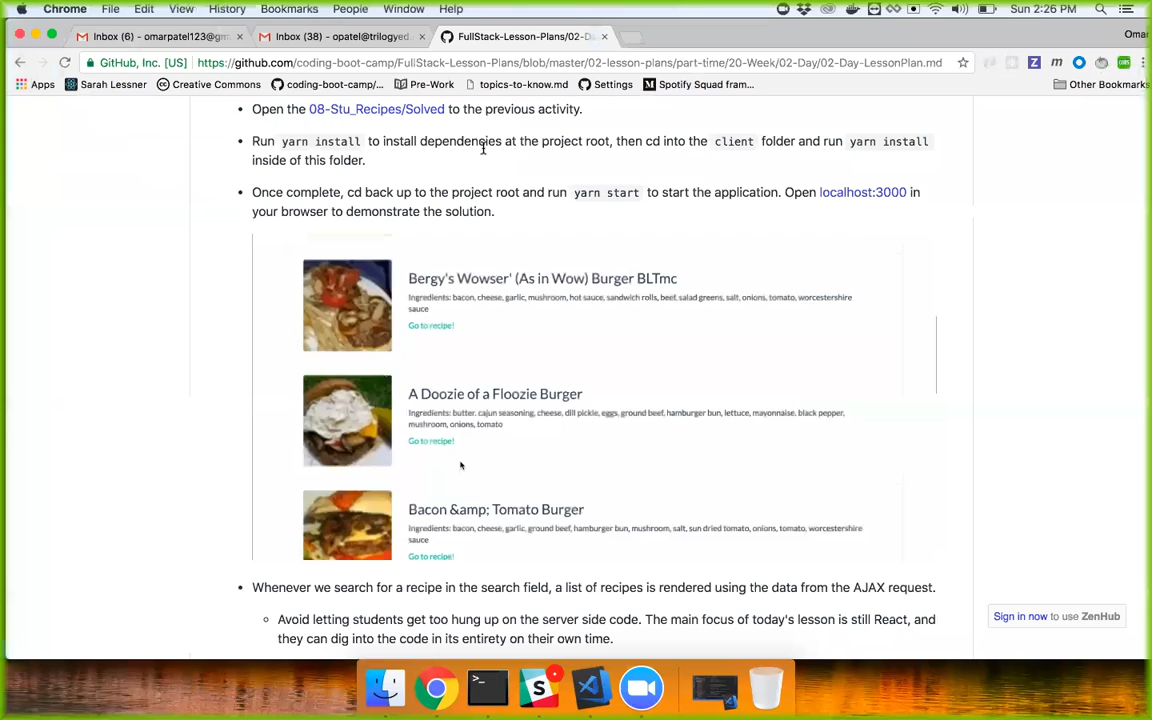 Chrome File Edit View History Bookmarks People Window Help Sun 2:26 PM
Inbox (6) - omarpatel123@gm Inbox (38) - opatel@trilogyed. FullStack-Lesson-Plans/02-Da Omar
GitHub, Inc. [US] https://github.com/coding-boot-camp/FullStack-Lesson-Plans/blob/master/02-lesson-plans/part-time/20-Week/02-Day/02-Day-LessonPlan.md
Apps Sarah Lessner Creative Commons coding-boot-camp/... Pre-Work topics-to-know.md Settings Spotify Squad fram... Other Bookmarks
• Open the 08-Stu_Recipes/Solved to the previous activity.
• Run yarn install to install dependencies at the project root, then cd into the client folder and run yarn install
inside of this folder.
• Once complete, cd back up to the project root and run yarn start to start the application. Open localhost:3000 in
your browser to demonstrate the solution.
Bergy's Wowser' (As in Wow) Burger BLTmc
Ingredients: bacon, cheese, garlic, mushroom, hot sauce, sandwich rolls, beef, salad greens, salt, onions, tomato, worcestershire
sauce
Go to recipe!
A Doozie of a Floozie Burger
Ingredients: butter, cajun seasoning, cheese, dill pickle, eggs, ground beef, hamburger bun, lettuce, mayonnaise, black pepper,
mushroom, onions, tomato
Go to recipe!
Bacon &amp; Tomato Burger
Ingredients: bacon, cheese, garlic, ground beef, hamburger bun, mushroom, salt, sun dried tomato, onions, tomato, worcestershire
sauce
Go to recipe!
• Whenever we search for a recipe in the search field, a list of recipes is rendered using the data from the AJAX request.
◦ Avoid letting students get too hung up on the server side code. The main focus of today's lesson is still React, and
they can dig into the code in its entirety on their own time.
Sign in now to use ZenHub